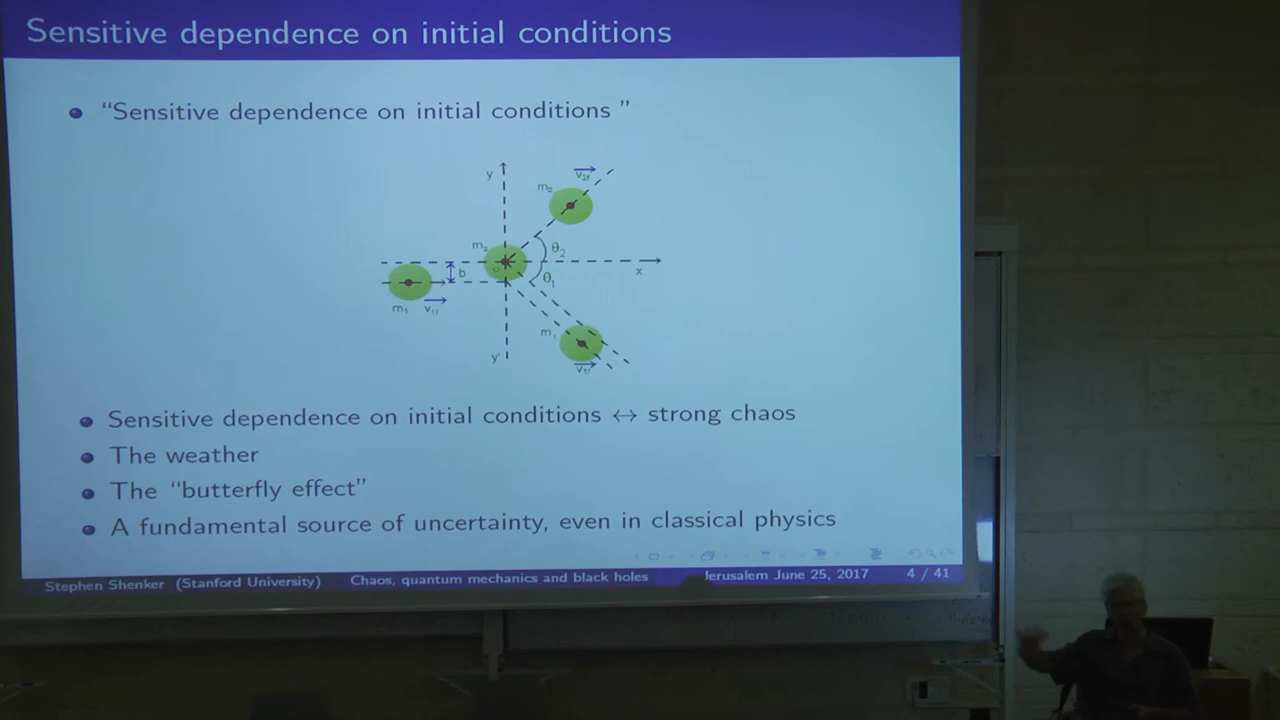 Sensitive dependence on initial conditions
“Sensitive dependence on initial conditions ”
y
m₂
v₂f
m₂
θ₂
b
x
θ₁
m₁
v₁i
m₁
y'
v₁f
Sensitive dependence on initial conditions ↔ strong chaos
The weather
The “butterfly effect”
A fundamental source of uncertainty, even in classical physics
Stephen Shenker (Stanford University) Chaos, quantum mechanics and black holes Jerusalem June 25, 2017 4 / 41